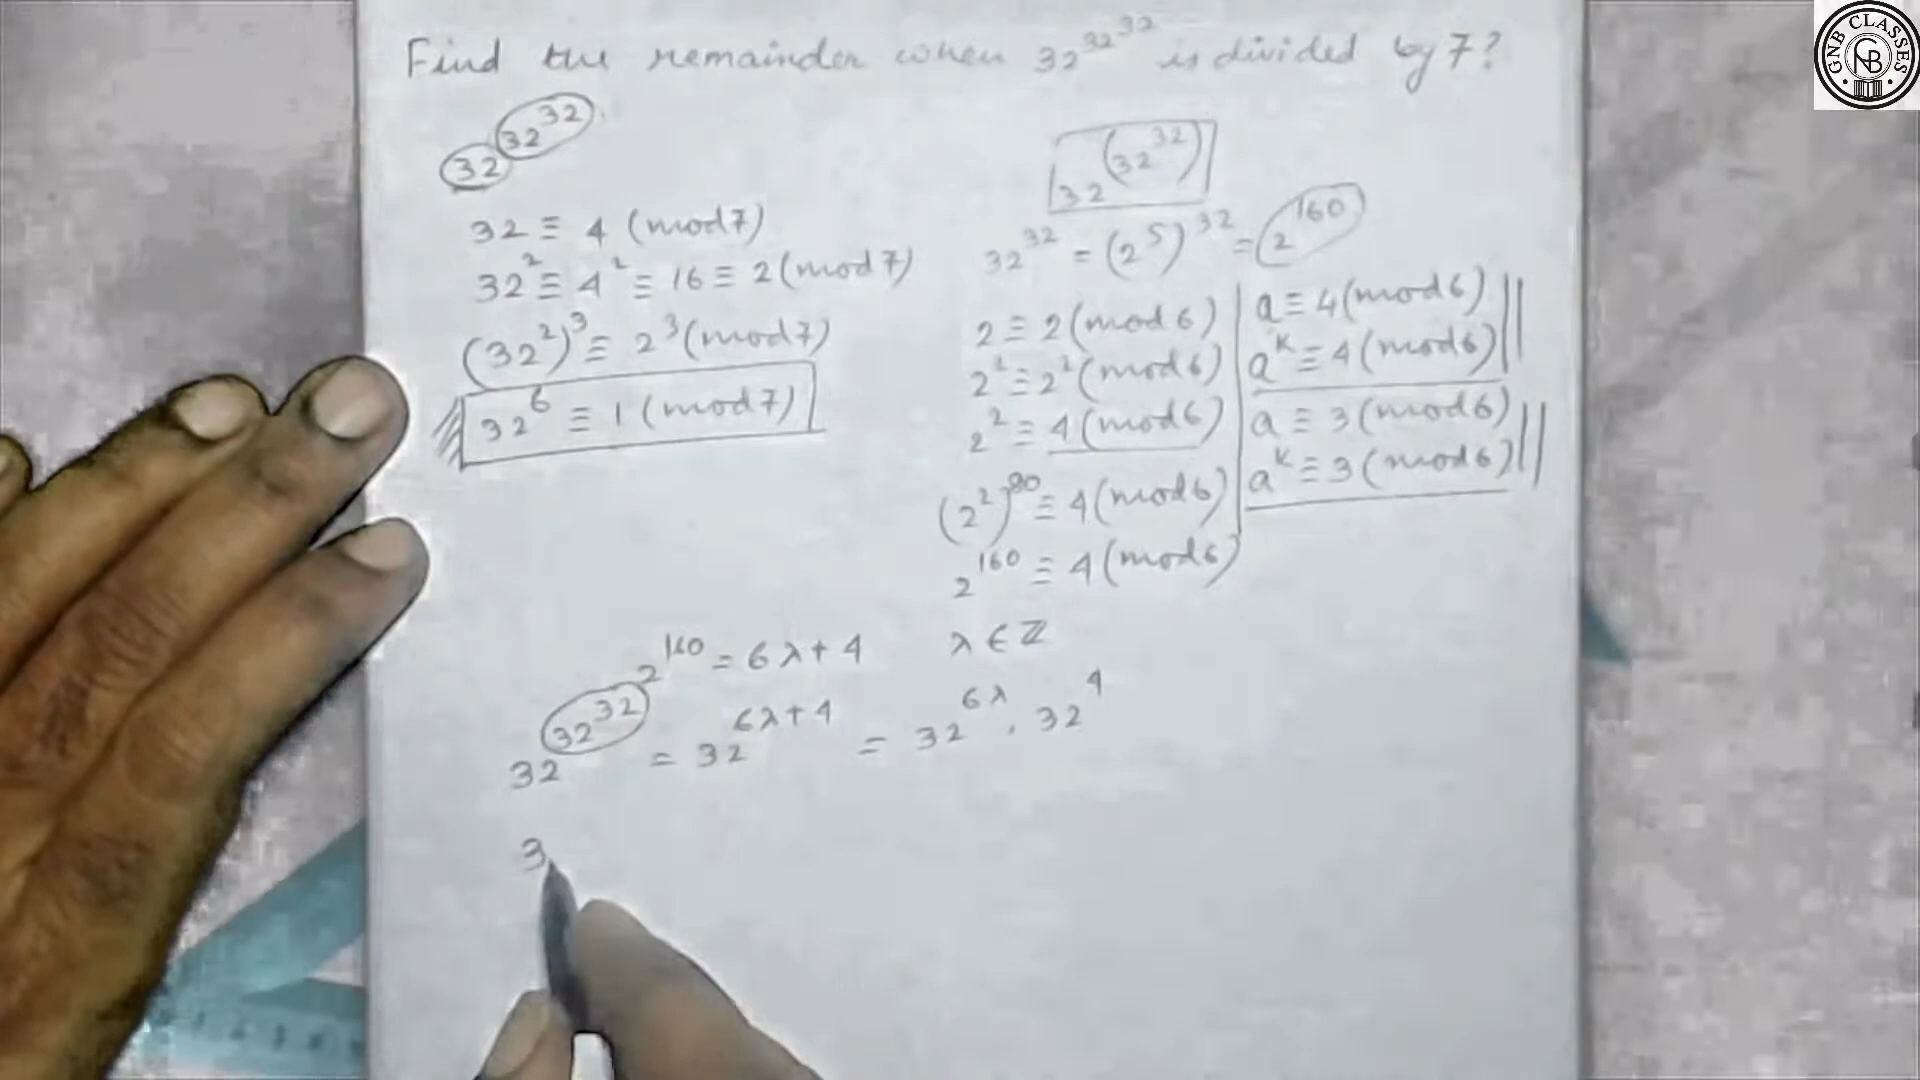 Find the remainder when 32^32^32 is divided by 7?
32^32^32
32 ≡ 4 (mod 7)
32^2 ≡ 4^2 ≡ 16 ≡ 2 (mod 7)
(32^2)^3 ≡ 2^3 (mod 7)
32^6 ≡ 1 (mod 7)
32^(32^32)
32^32 = (2^5)^32 = 2^160
2 ≡ 2 (mod 6)
2^2 ≡ 2^2 (mod 6)
2^2 ≡ 4 (mod 6)
(2^2)^80 ≡ 4 (mod 6)
2^160 ≡ 4 (mod 6)
a ≡ 4 (mod 6)
a^k ≡ 4 (mod 6)
a ≡ 3 (mod 6)
a^k ≡ 3 (mod 6)
2^160 = 6λ + 4   λ ∈ ℤ
32^32^32 = 32^(6λ+4) = 32^6λ . 32^4
3
GNB CLASSES
GNB